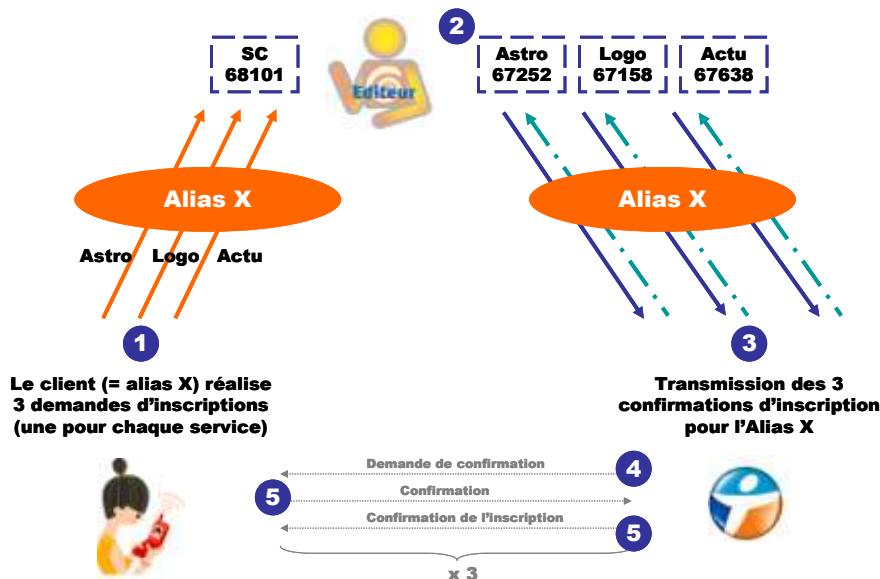 SC
68101
Editeur
2
Astro
67252
Logo
67158
Actu
67638
Alias X
Alias X
Astro Logo Actu
1
3
Le client (= alias X) réalise
3 demandes d'inscriptions
(une pour chaque service)
Transmission des 3
confirmations d'inscription
pour l'Alias X
Demande de confirmation
4
5
Confirmation
Confirmation de l'inscription
5
x 3